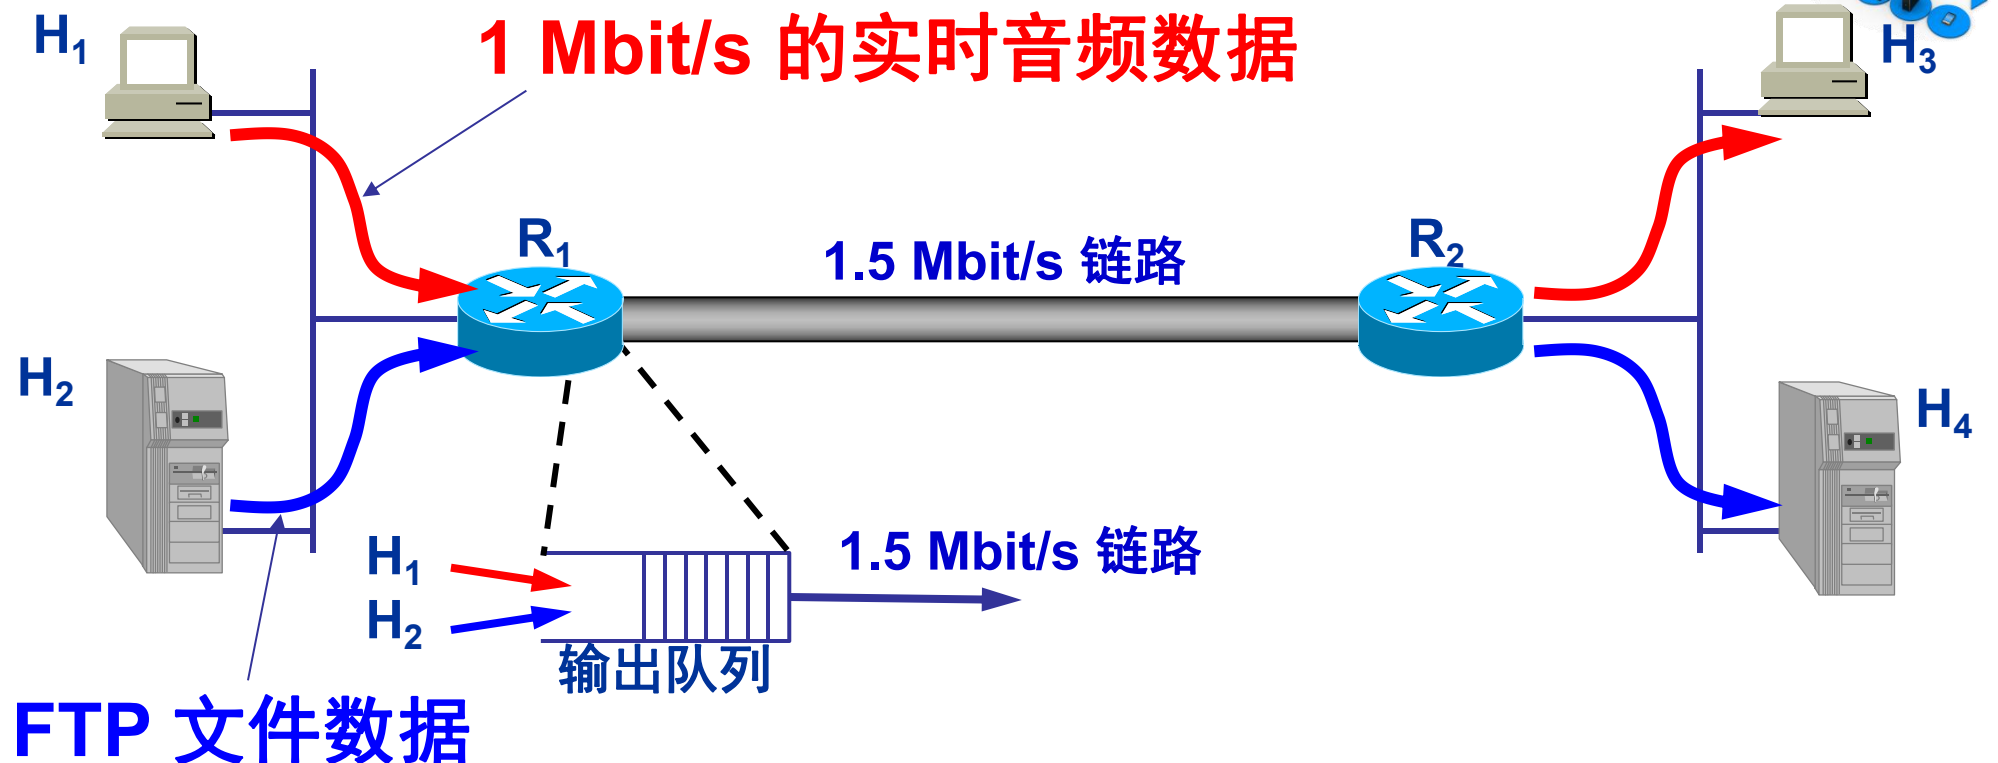 H1
1 Mbit/s 的实时音频数据
H3
R1
1.5 Mbit/s 链路
R2
H2
H4
H1
1.5 Mbit/s 链路
H2
输出队列
FTP 文件数据